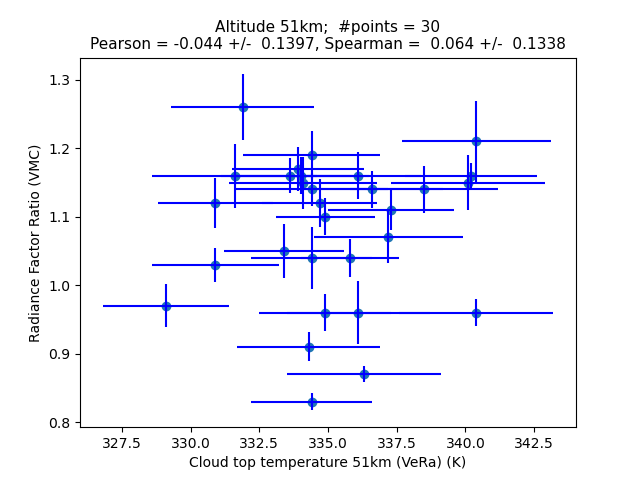 Altitude 51km;  #points = 30
Pearson = -0.044 +/-  0.1397, Spearman =  0.064 +/-  0.1338
Radiance Factor Ratio (VMC)
1.3
1.2
1.1
1.0
0.9
0.8
327.5 330.0 332.5 335.0 337.5 340.0 342.5
Cloud top temperature 51km (VeRa) (K)